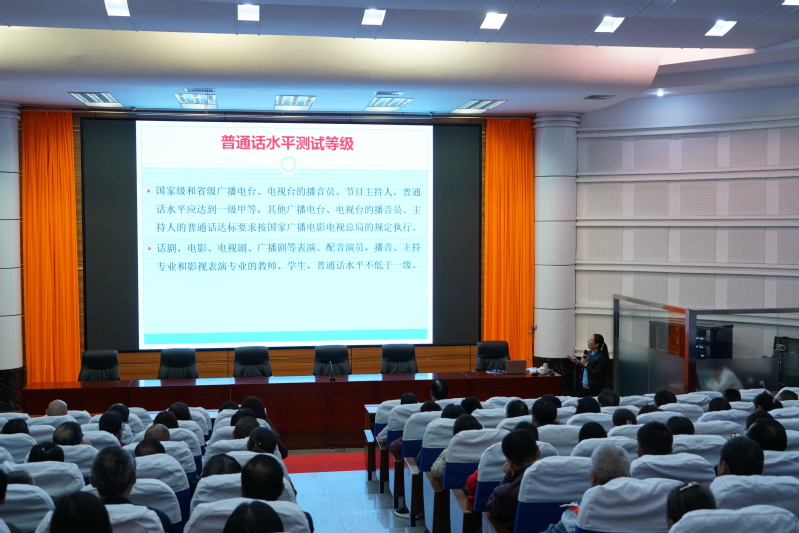 普通话水平测试等级
国家级和省级广播电台、电视台的播音员、节目主持人，普通
话水平应达到一级甲等，其他广播电台、电视台的播音员、主
持人的普通话达标要求按国家广播电影电视总局的规定执行。
话剧、电影、电视剧、广播剧等表演、配音演员，播音、主持
专业和影视表演专业的教师、学生，普通话水平不低于一级。